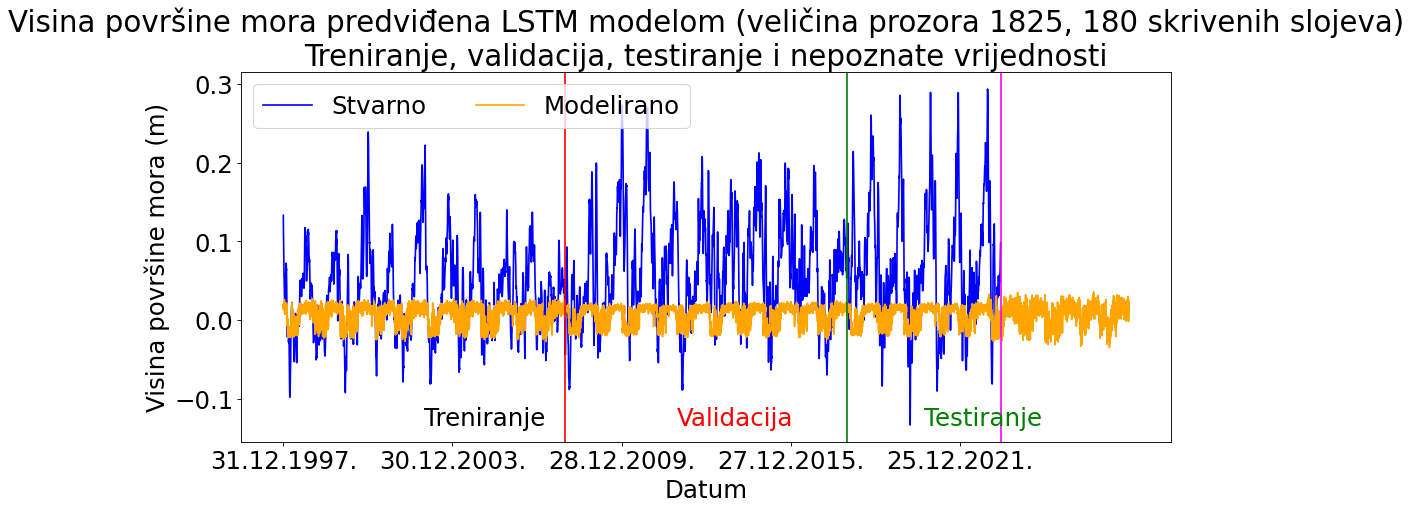 Visina površine mora predviđena LSTM modelom (veličina prozora 1825, 180 skrivenih slojeva)
Treniranje, validacija, testiranje i nepoznate vrijednosti
Stvarno
Modelirano
Visina površine mora (m)
0.3
0.2
0.1
0.0
−0.1
Treniranje
Validacija
Testiranje
31.12.1997.
30.12.2003.
28.12.2009.
27.12.2015.
25.12.2021.
Datum